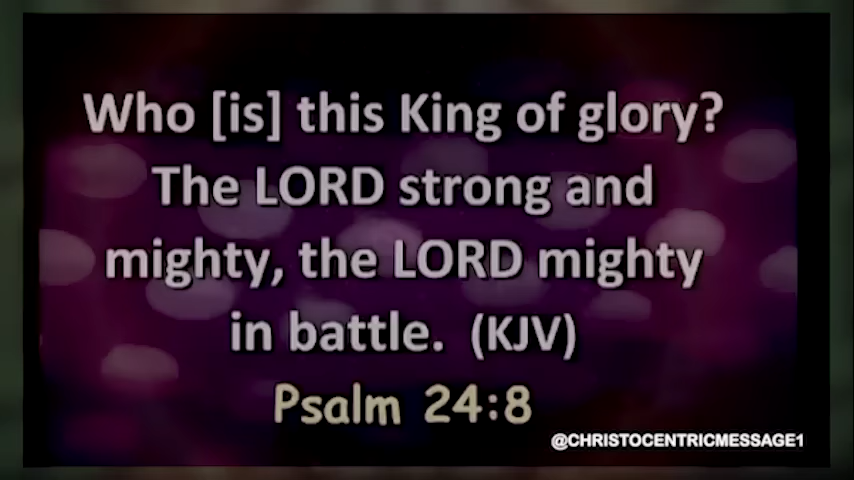 Who [is] this King of glory?
The LORD strong and
mighty, the LORD mighty
in battle. (KJV)
Psalm 24:8
@CHRISTOCENTRICMESSAGE1